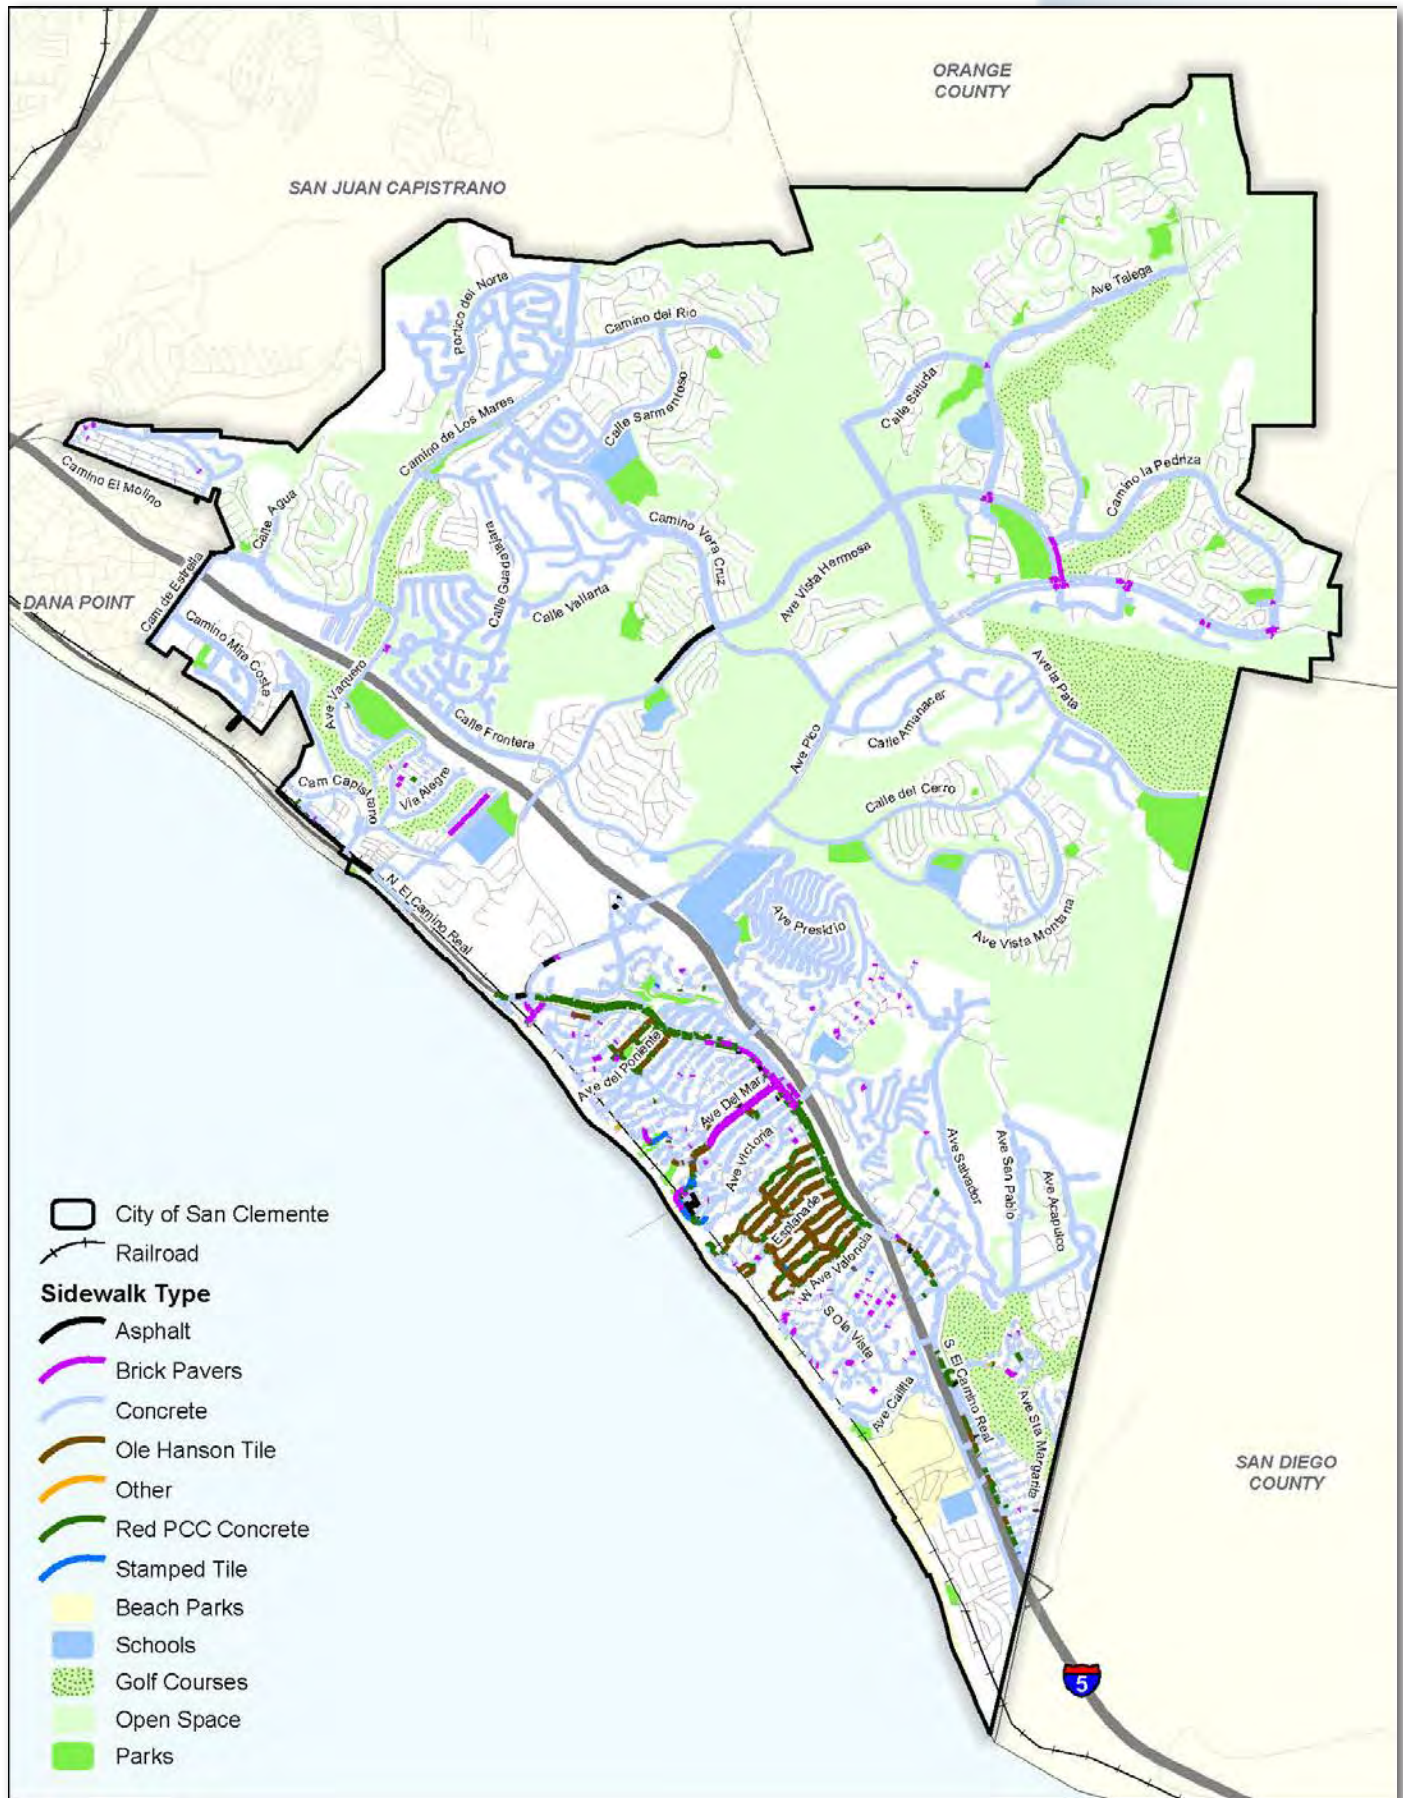 ORANGE
COUNTY
SAN JUAN CAPISTRANO
Ave Talega
Portico del Norte
Camino del Rio
Calle Saluda
Calle Sarmentoso
Camino de Los Mares
Camino la Pedriza
Camino El Molino
Calle Agua
Camino Vera Cruz
Calle Guadalajara
Ave Vista Hermosa
Cam de Estrella
DANA POINT
Calle Vallarta
Camino Mira Costa
Ave Vaquero
Ave la Pata
Calle Amanacer
Calle Frontera
Ave Pico
Cam Capistrano
Via Alegre
Calle del Cerro
N El Camino Real
Ave Presidio
Ave Vista Montana
Ave del Poniente
Ave Del Mar
Ave Victoria
Ave Salvador
Ave San Pablo
Ave Acapulco
Esplanade
W Ave Valencia
S Ola Vista
S El Camino Real
Ave Califia
Ave Sta Margarita
SAN DIEGO
COUNTY
5
City of San Clemente
Railroad
Sidewalk Type
Asphalt
Brick Pavers
Concrete
Ole Hanson Tile
Other
Red PCC Concrete
Stamped Tile
Beach Parks
Schools
Golf Courses
Open Space
Parks